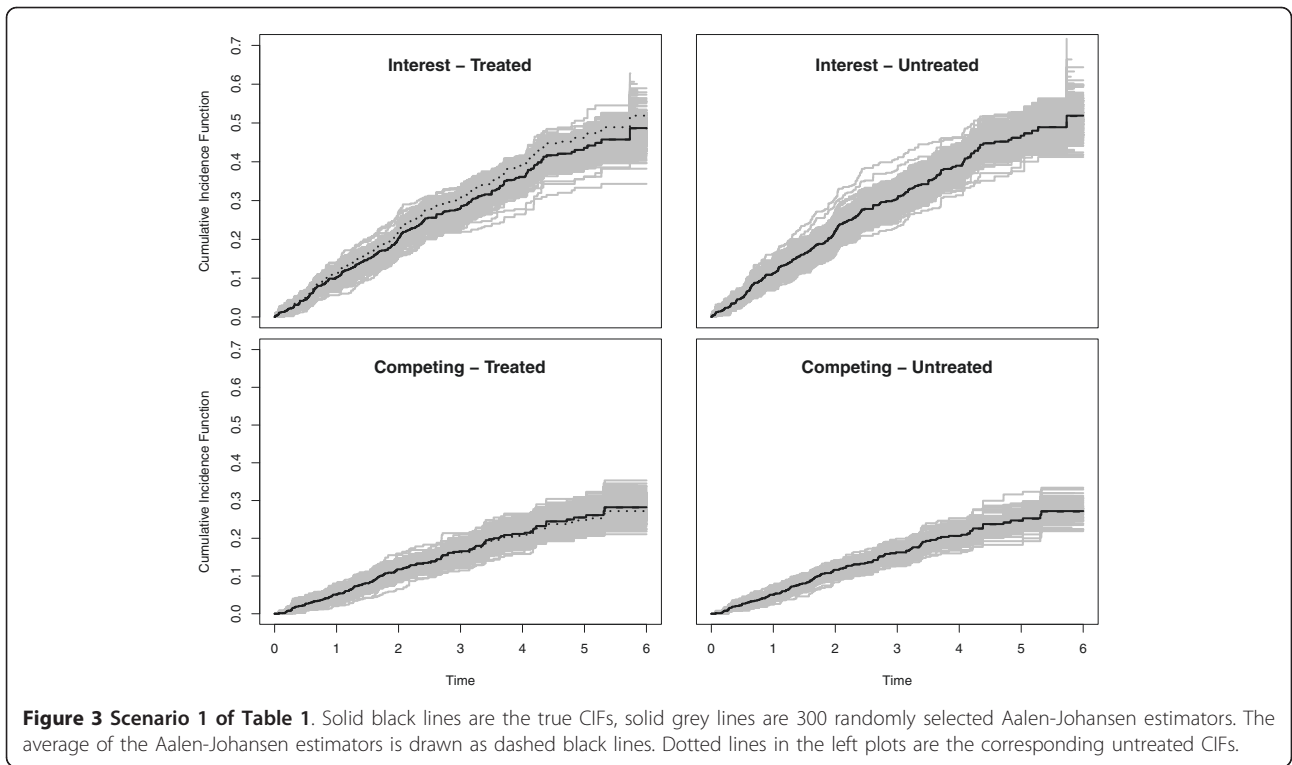 Interest – Treated
Interest – Untreated
Cumulative Incidence Function
0.0 0.1 0.2 0.3 0.4 0.5 0.6 0.7
Competing – Treated
Competing – Untreated
Cumulative Incidence Function
0.0 0.1 0.2 0.3 0.4 0.5 0.6 0.7
0 1 2 3 4 5 6
0 1 2 3 4 5 6
Time
Time
Figure 3 Scenario 1 of Table 1. Solid black lines are the true CIFs, solid grey lines are 300 randomly selected Aalen-Johansen estimators. The
average of the Aalen-Johansen estimators is drawn as dashed black lines. Dotted lines in the left plots are the corresponding untreated CIFs.